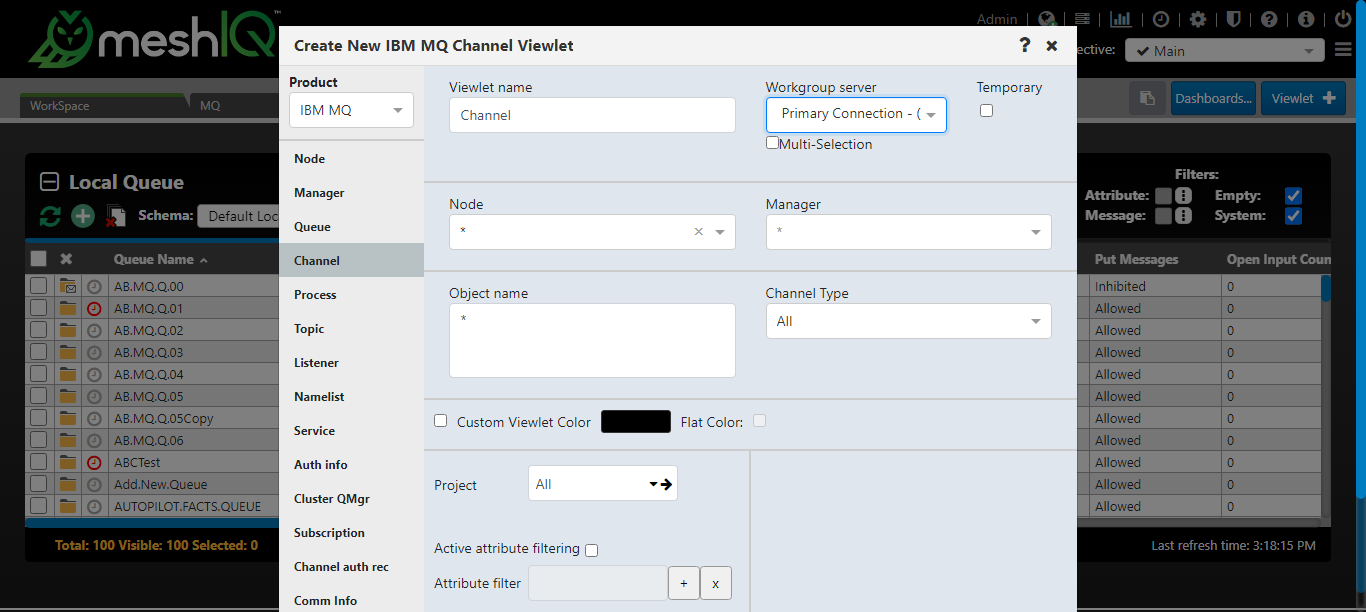 meshIQ™
Admin
ective:
Main
WorkSpace
MQ
Dashboards...
Viewlet +
Create New IBM MQ Channel Viewlet
? ✖
Product
IBM MQ
Node
Manager
Queue
Channel
Process
Topic
Listener
Namelist
Service
Auth info
Cluster QMgr
Subscription
Channel auth rec
Comm Info
Viewlet name
Channel
Workgroup server
Primary Connection - (
Multi-Selection
Temporary
Node
*
Manager
*
Object name
*
Channel Type
All
Custom Viewlet Color
Flat Color:
Project
All
Active attribute filtering
Attribute filter
+
x
Local Queue
Schema:
Default Loc
Filters:
Attribute:
Empty:
Message:
System:
Queue Name
Put Messages
Open Input Coun
AB.MQ.Q.00 Inhibited 0
AB.MQ.Q.01 Allowed 0
AB.MQ.Q.02 Allowed 0
AB.MQ.Q.03 Allowed 0
AB.MQ.Q.04 Allowed 0
AB.MQ.Q.05 Allowed 0
AB.MQ.Q.05Copy Allowed 0
AB.MQ.Q.06 Allowed 0
ABCTest Allowed 0
Add.New.Queue Allowed 0
AUTOPILOT.FACTS.QUEUE Allowed 0
Total: 100 Visible: 100 Selected: 0
Last refresh time: 3:18:15 PM